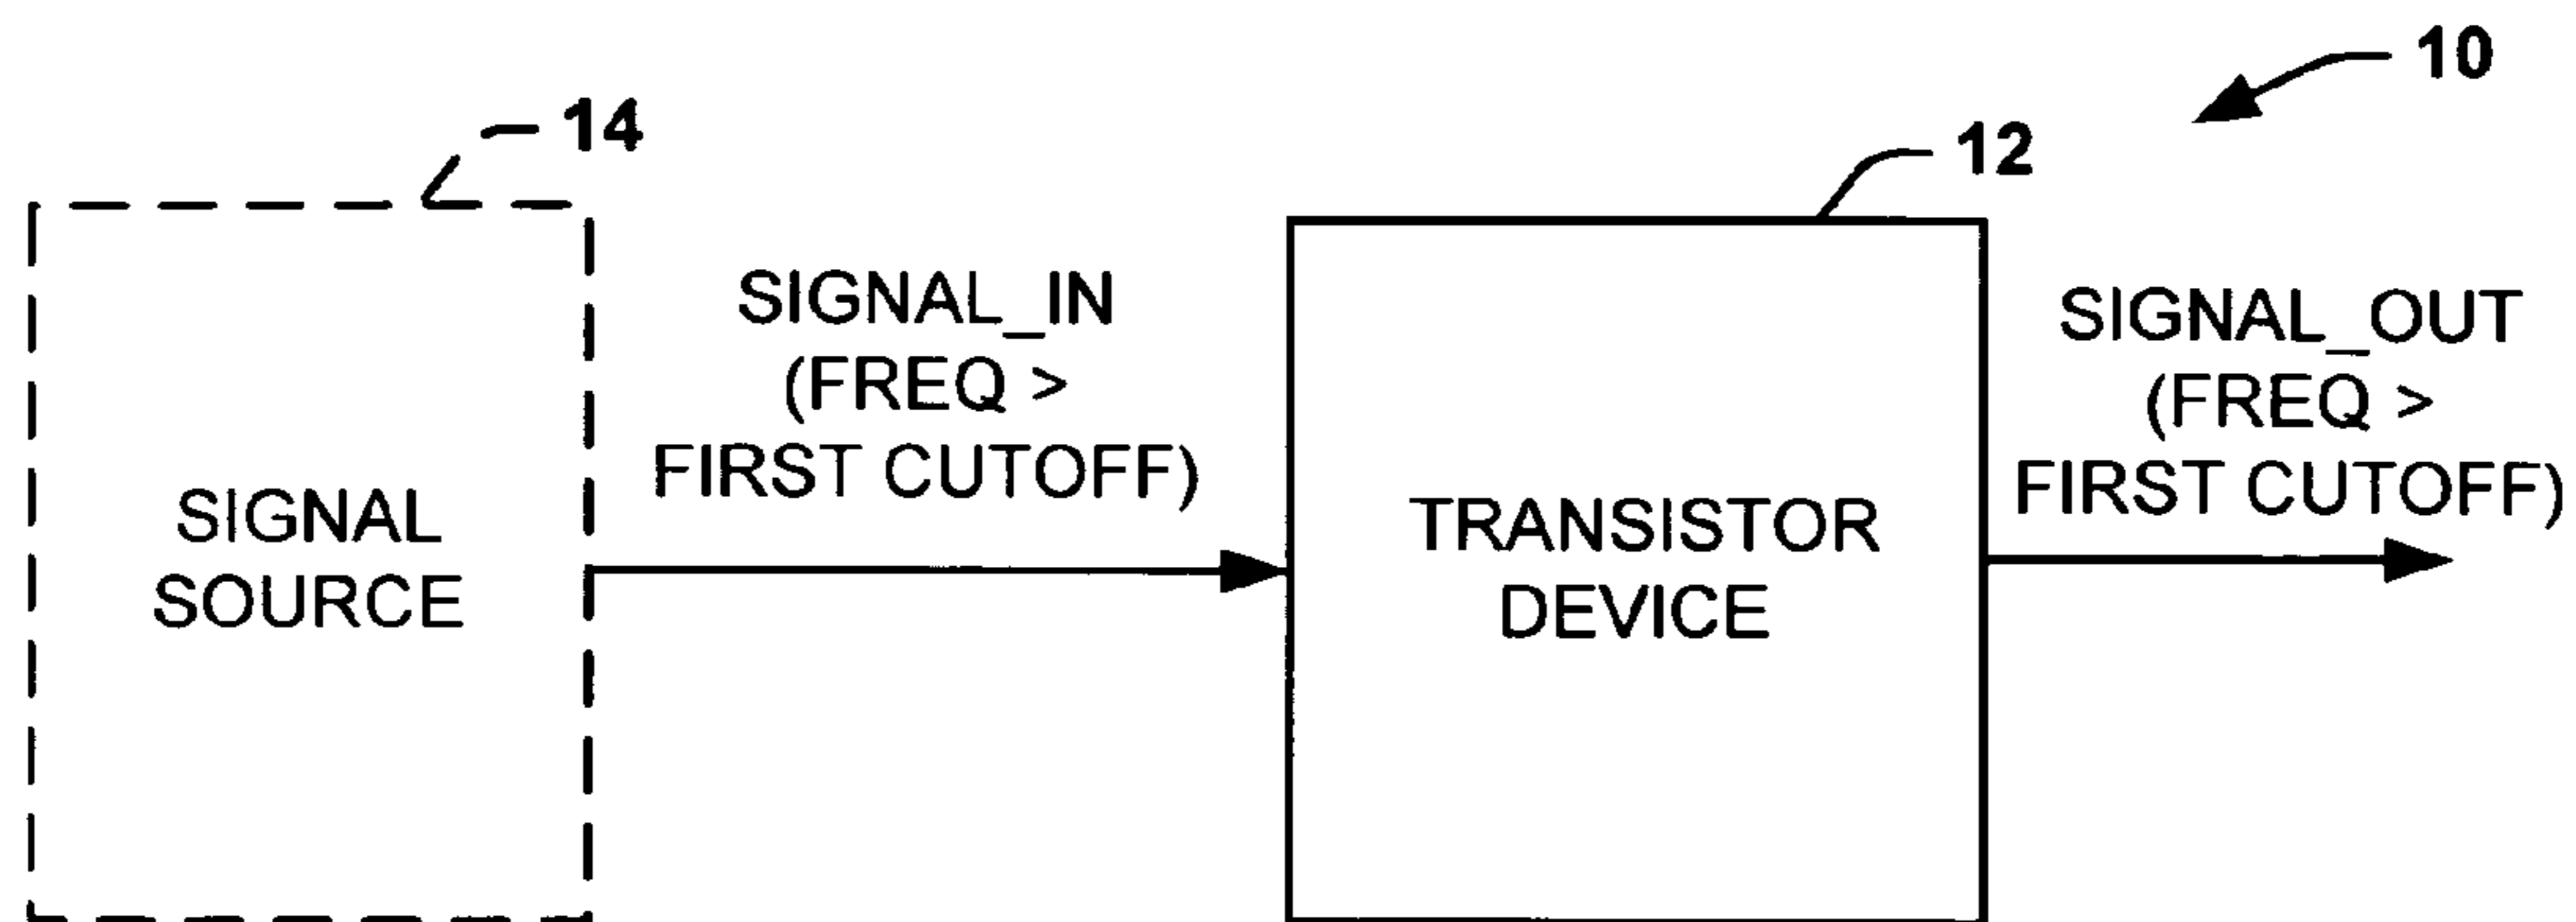 10
14
12
SIGNAL_IN
(FREQ >
FIRST CUTOFF)
SIGNAL_OUT
(FREQ >
FIRST CUTOFF)
SIGNAL
SOURCE
TRANSISTOR
DEVICE